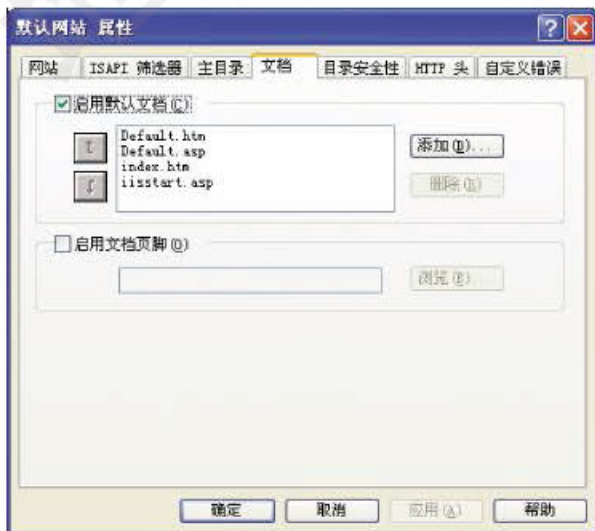 默认网站 属性
网站 ISAPI 筛选器 主目录 文档 目录安全性 HTTP 头 自定义错误
启用默认文档(C)
Default.htm
Default.asp
index.htm
iisstart.asp
添加(D)...
删除(R)
启用文档页脚(O)
浏览(B)
确定 取消 应用(A) 帮助